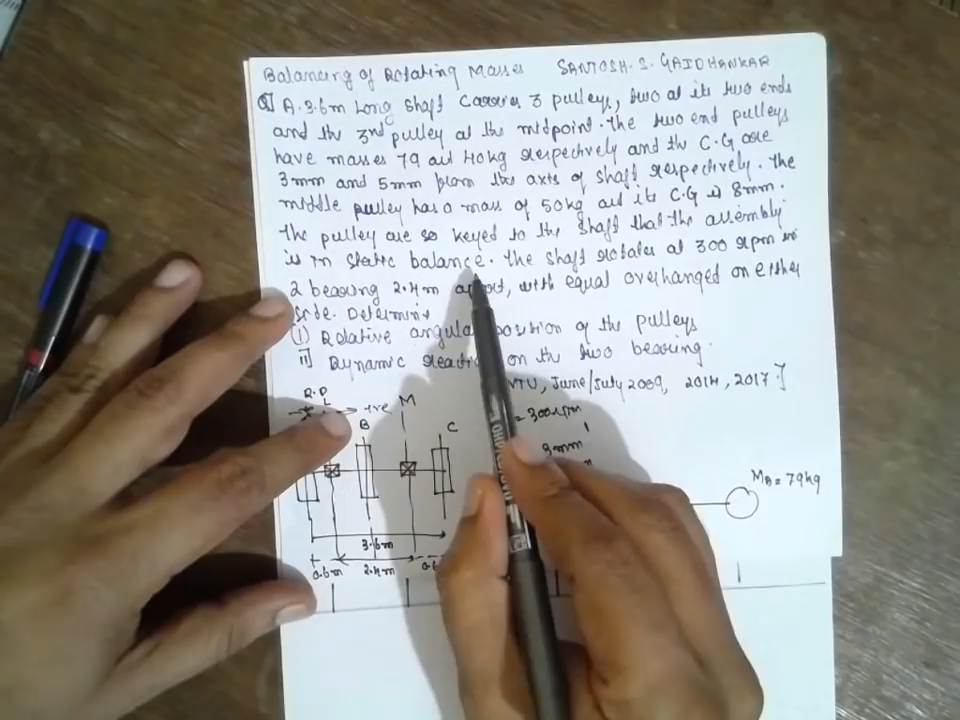 Balancing of Rotating Masses SANTOSH. S. GAIDHANKAR
Q] A 3.6m Long shaft Carries 3 pulleys, two at its two ends
and the 3rd pulley at the midpoint. The two end pulleys
have masses 79 and 40kg respectively and the C.G are
3mm and 5mm from the axis of shaft respectively. The
middle pulley has a mass of 50kg and its C.G is 8mm.
The pulley are so keyed to the shaft that the assembly
is in static balance. The shaft rotates at 300 rpm in
2 bearing 2.4m apart, with equal overhanged on either
side. Determine
(i) Relative angular position of the pulleys
ii] Dynamic reaction on the two bearing.
VTU, June/July 2009, 2014, 2017.]
R.P
L +ve M
B C
= 300rpm
8mm
MA = 79kg
3.6m
0.6m 2.4m